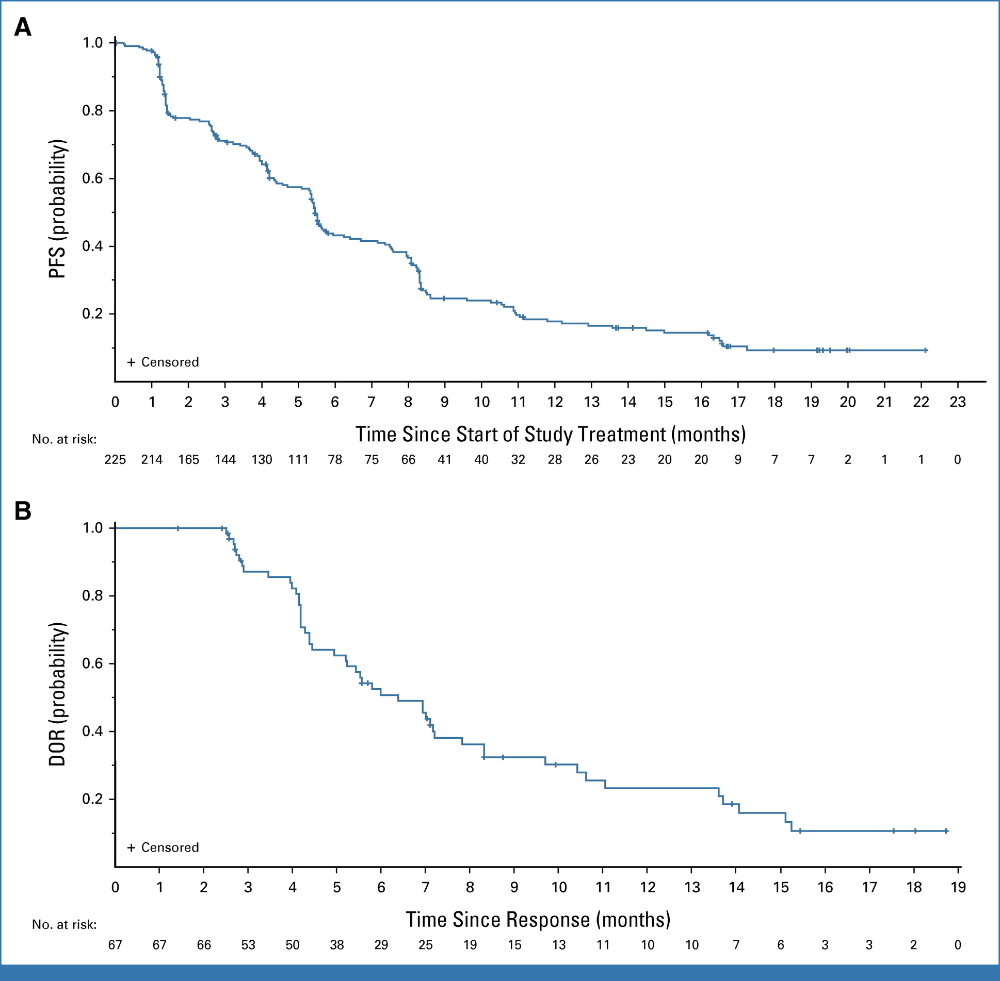 A
1.0
0.8
0.6
0.4
0.2
PFS (probability)
+ Censored
0 1 2 3 4 5 6 7 8 9 10 11 12 13 14 15 16 17 18 19 20 21 22 23
Time Since Start of Study Treatment (months)
No. at risk:
225 214 165 144 130 111 78 75 66 41 40 32 28 26 23 20 20 9 7 7 2 1 1 0
B
1.0
0.8
0.6
0.4
0.2
DOR (probability)
+ Censored
0 1 2 3 4 5 6 7 8 9 10 11 12 13 14 15 16 17 18 19
Time Since Response (months)
No. at risk:
67 67 66 53 50 38 29 25 19 15 13 11 10 10 7 6 3 3 2 0